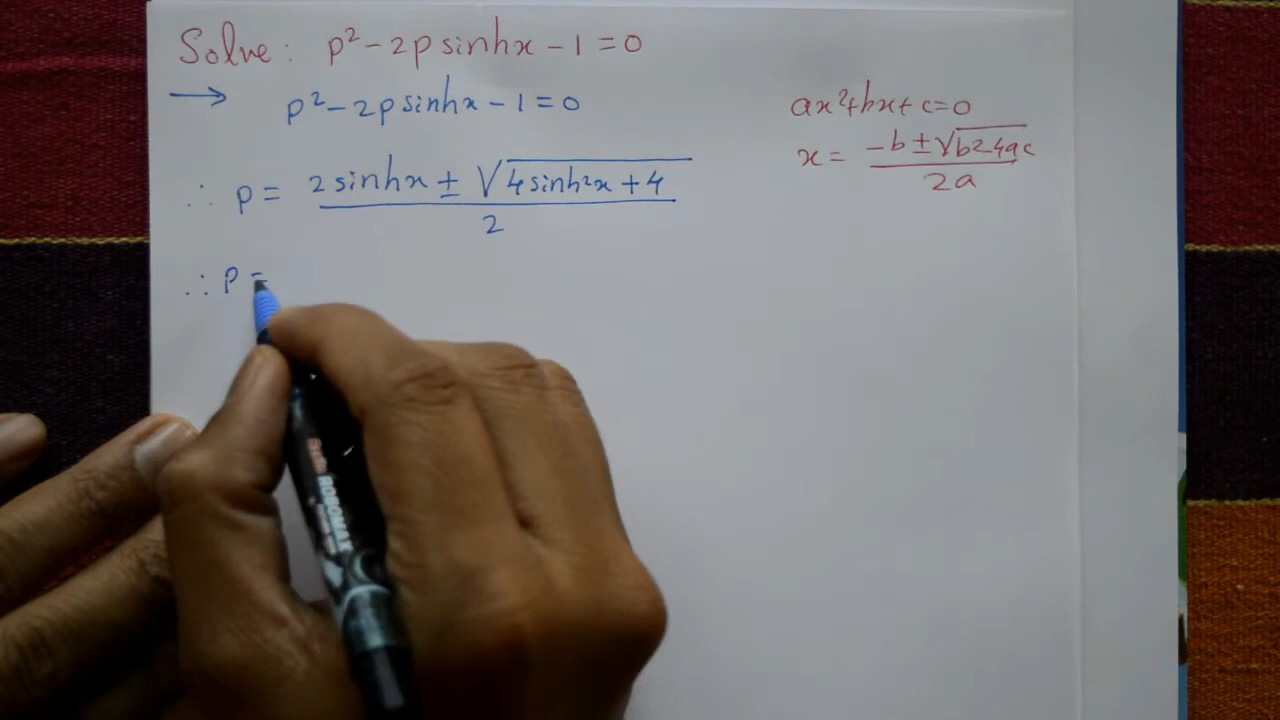 Solve: p² - 2p sinhx - 1 = 0
→ p² - 2p sinhx - 1 = 0
∴ p = 2 sinhx ± √4sinh²x + 4 / 2
∴ p =
ax²+bx+c=0
x = -b ± √b²-4ac / 2a
ROBOMAX